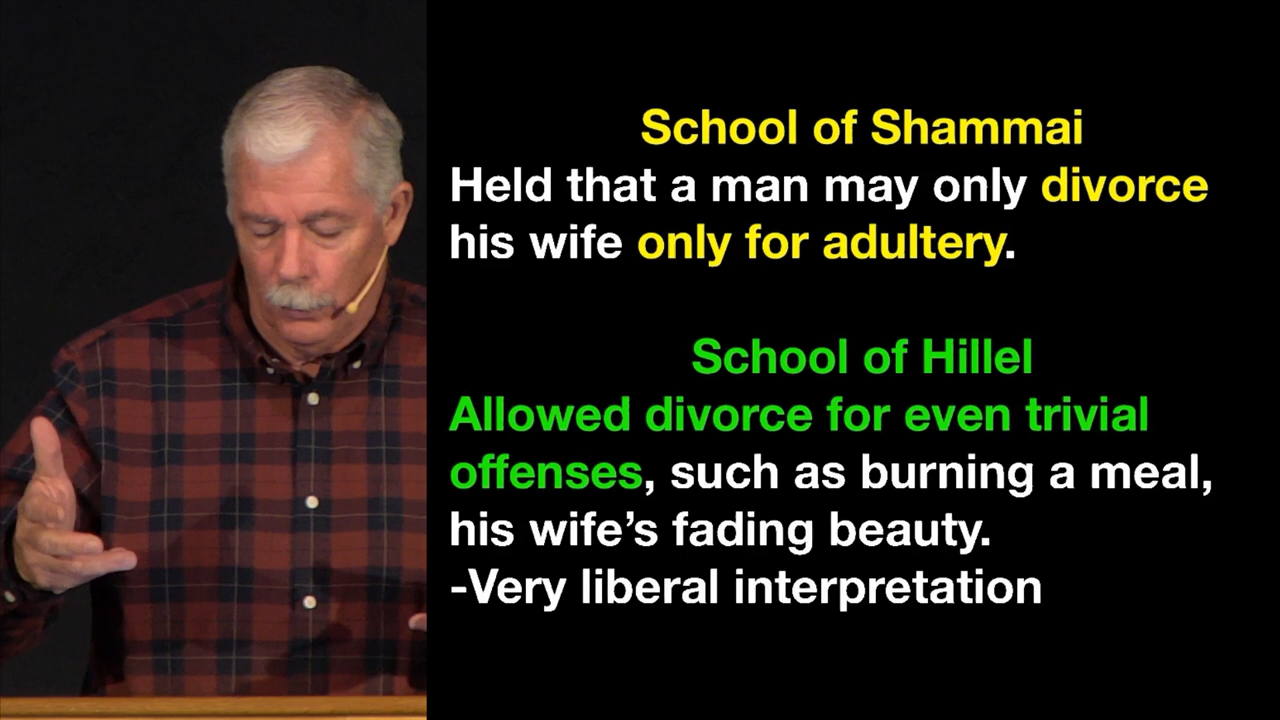 School of Shammai
Held that a man may only divorce
his wife only for adultery.
School of Hillel
Allowed divorce for even trivial
offenses, such as burning a meal,
his wife’s fading beauty.
-Very liberal interpretation